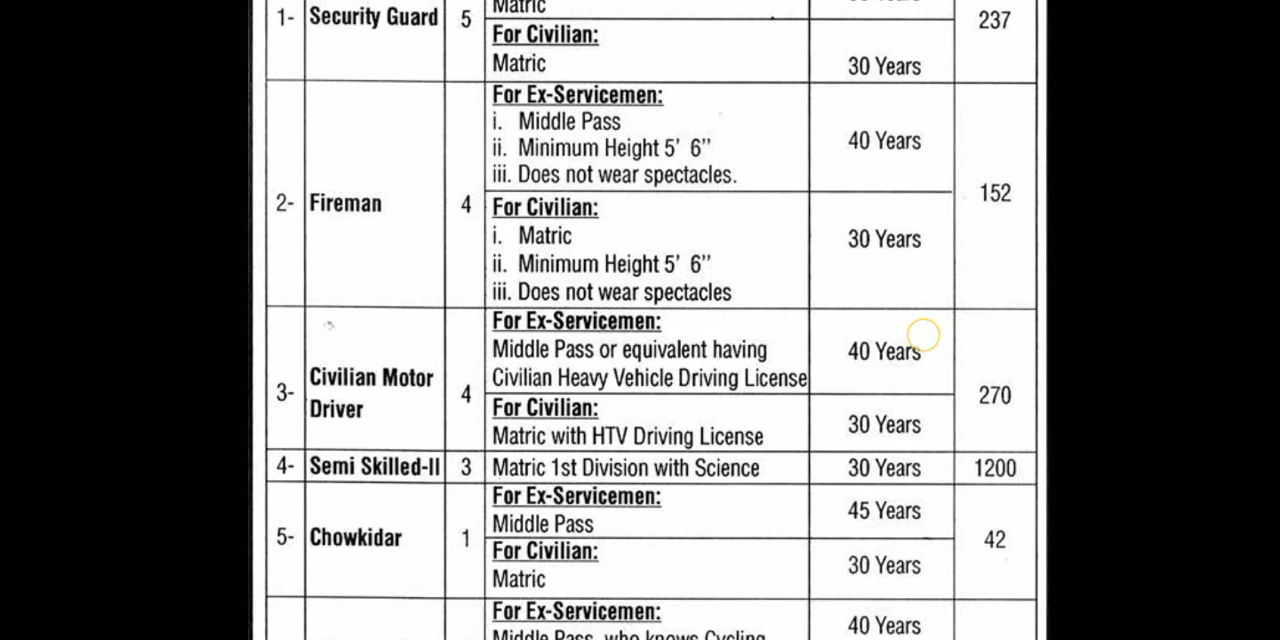 Matric
1- Security Guard 5 For Civilian: 237
Matric 30 Years
For Ex-Servicemen:
i. Middle Pass
ii. Minimum Height 5' 6" 40 Years
iii. Does not wear spectacles.
2- Fireman 4 152
For Civilian:
i. Matric 30 Years
ii. Minimum Height 5' 6"
iii. Does not wear spectacles
For Ex-Servicemen:
Middle Pass or equivalent having 40 Years
Civilian Heavy Vehicle Driving License
3- Civilian Motor Driver 4 270
For Civilian:
Matric with HTV Driving License 30 Years
4- Semi Skilled-II 3 Matric 1st Division with Science 30 Years 1200
For Ex-Servicemen: 45 Years
Middle Pass
5- Chowkidar 1 42
For Civilian: 30 Years
Matric
For Ex-Servicemen: 40 Years
Middle Pass, who knows Cycling